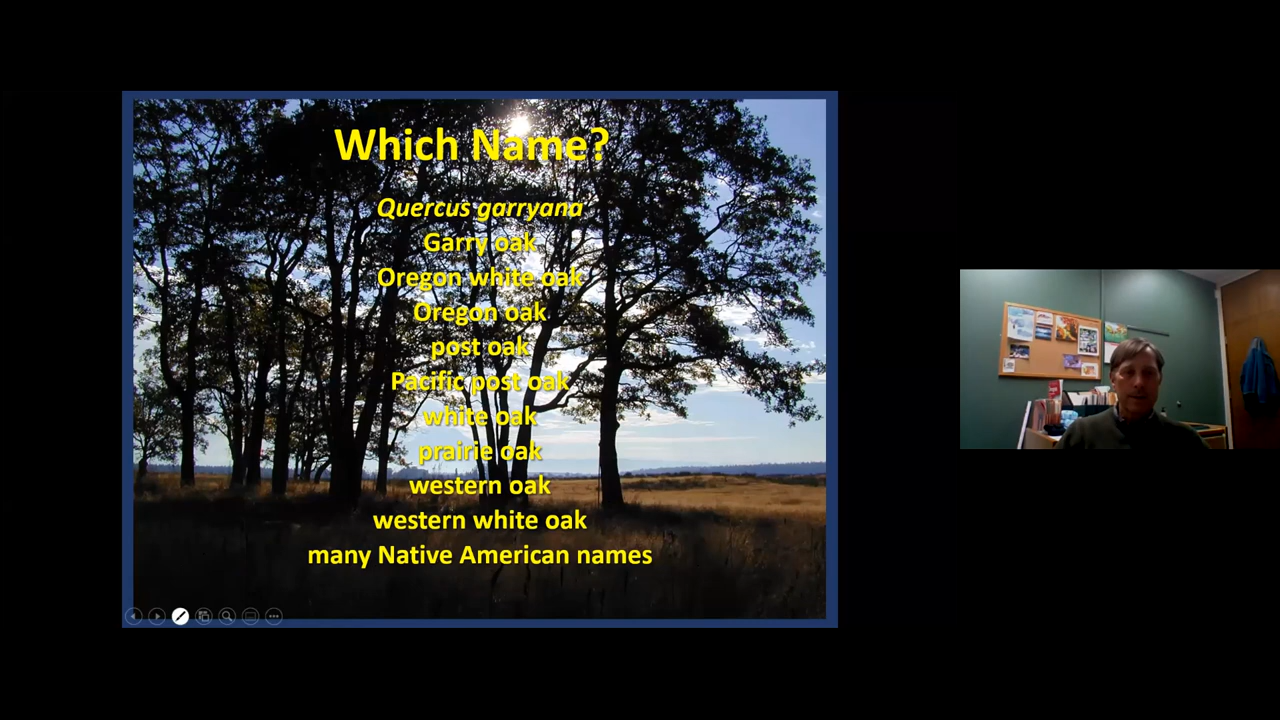 Which Name?
Quercus garryana
Garry oak
Oregon white oak
Oregon oak
post oak
Pacific post oak
white oak
prairie oak
western oak
western white oak
many Native American names